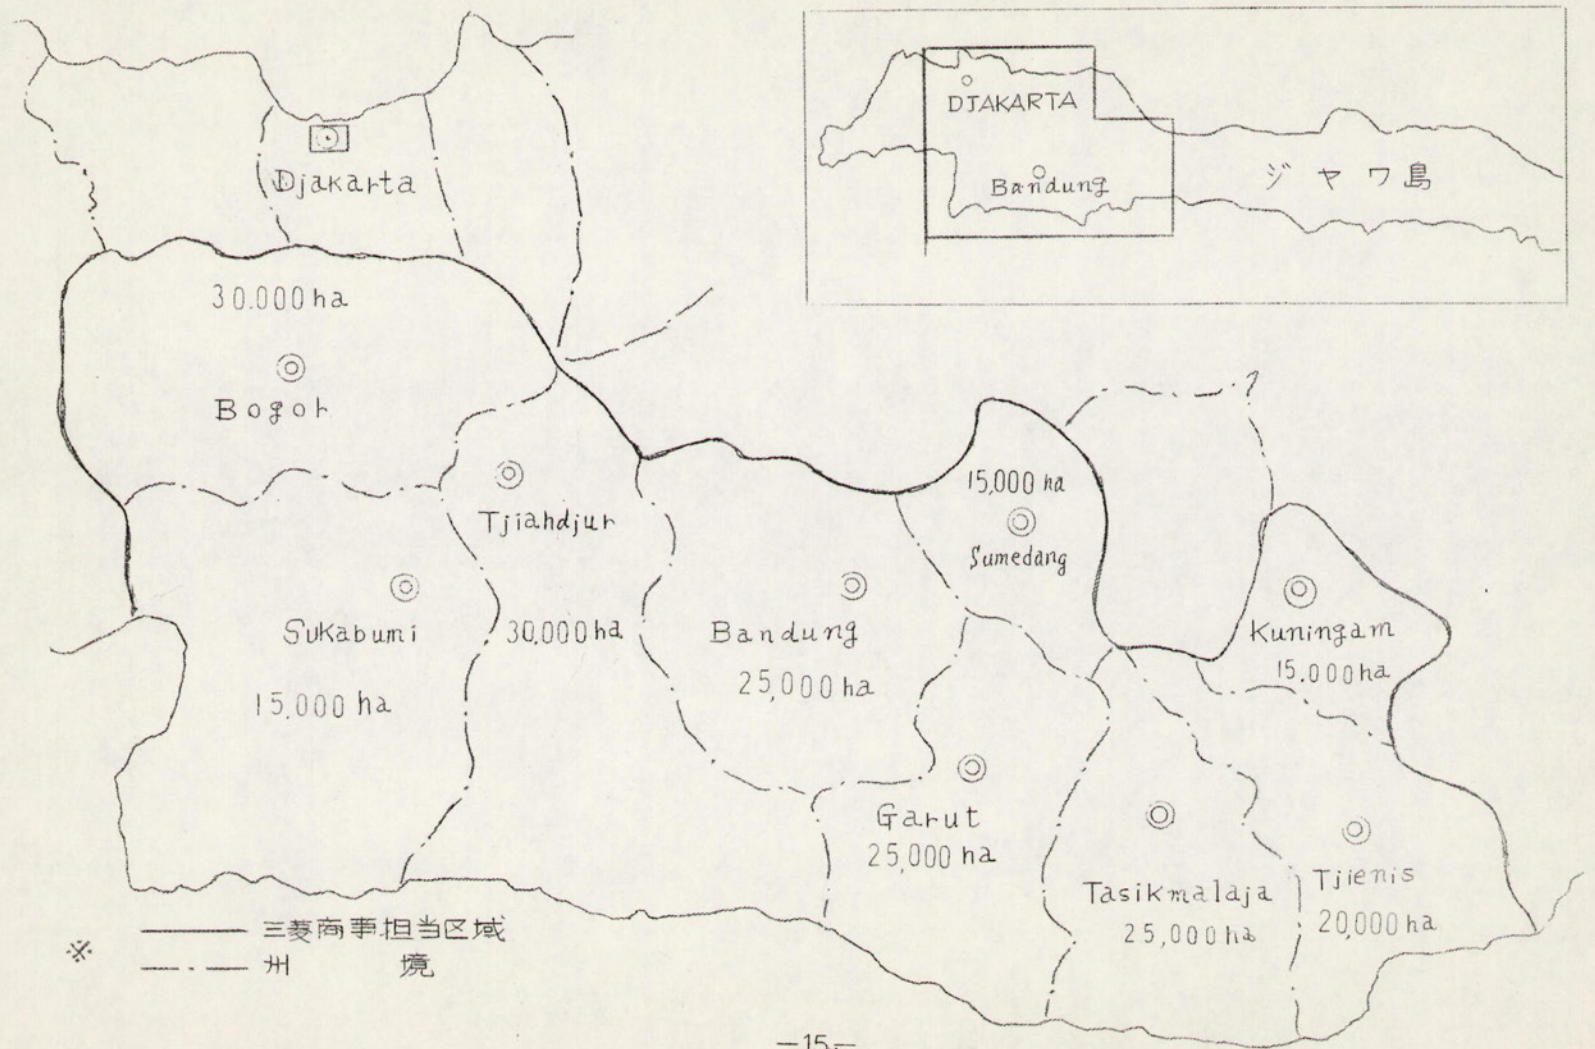 DJAKARTA
Bandung
ジャワ島
Djakarta
30.000 ha
Bogor
Tjiahdjur
30,000 ha
Sukabumi
15,000 ha
Bandung
25,000 ha
15,000 ha
Sumedang
Kuningam
15.000 ha
Garut
25,000 ha
Tasikmalaja
25,000 ha
Tjienis
20,000 ha
※ 三菱商事担当区域
州 境
—15—